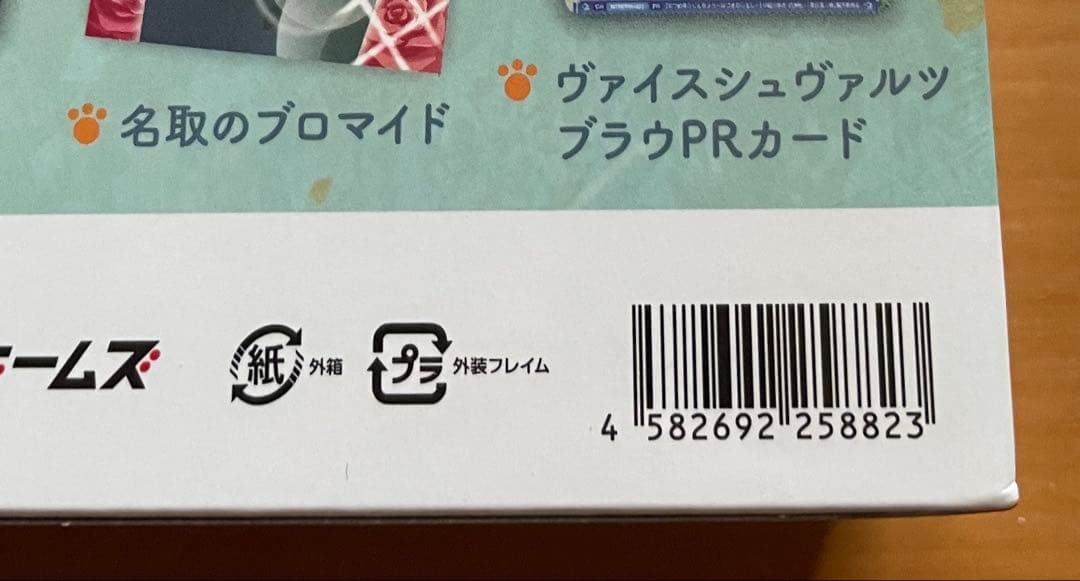 名取のブロマイド
ヴァイスシュヴァルツ
ブラウPRカード
ームズ
紙 外箱
プラ 外装フレイム
4 582692 258823